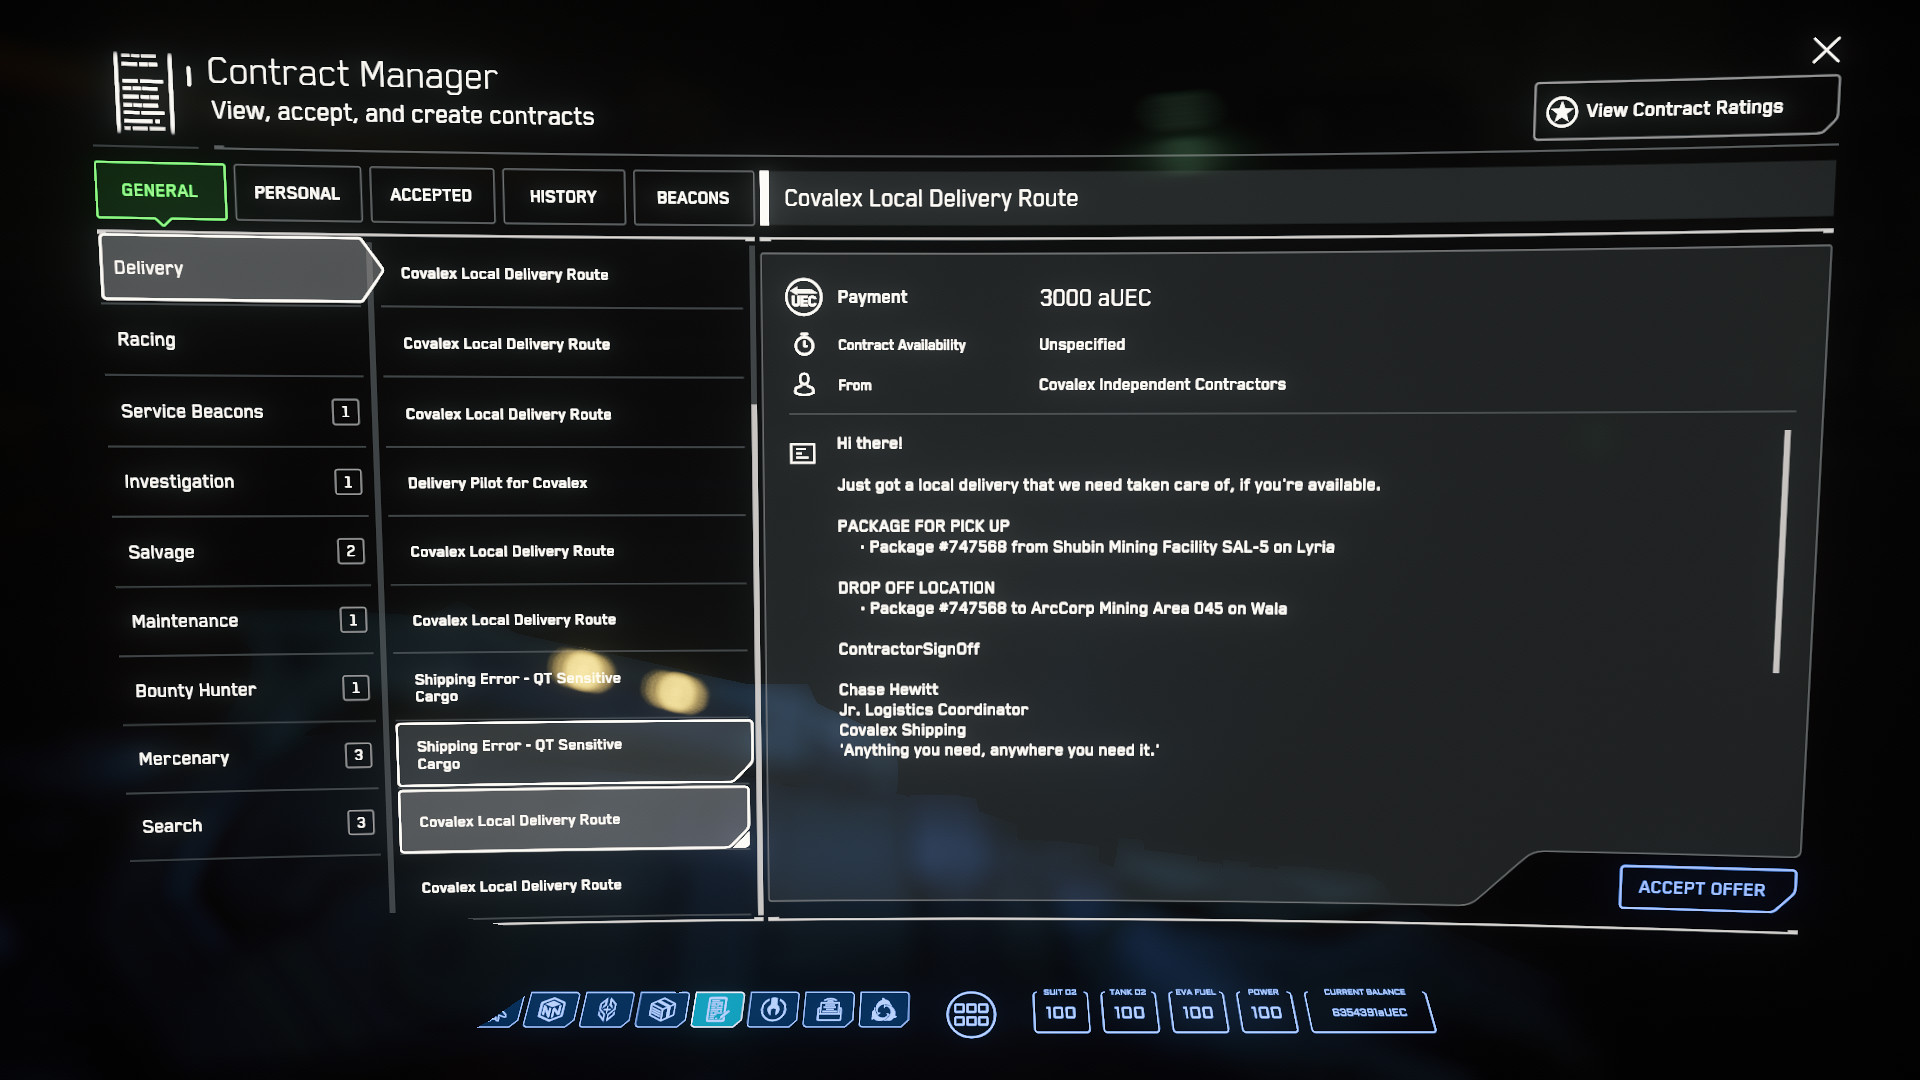 Contract Manager
View, accept, and create contracts
View Contract Ratings
GENERAL
PERSONAL
ACCEPTED
HISTORY
BEACONS
Covalex Local Delivery Route
Delivery
Racing
Service Beacons 1
Investigation 1
Salvage 2
Maintenance 1
Bounty Hunter 1
Mercenary 3
Search 3
Covalex Local Delivery Route
Covalex Local Delivery Route
Covalex Local Delivery Route
Delivery Pilot for Covalex
Covalex Local Delivery Route
Covalex Local Delivery Route
Shipping Error - QT Sensitive
Cargo
Shipping Error - QT Sensitive
Cargo
Covalex Local Delivery Route
Covalex Local Delivery Route
UEC Payment 3000 aUEC
Contract Availability Unspecified
From Covalex Independent Contractors
Hi there!
Just got a local delivery that we need taken care of, if you're available.
PACKAGE FOR PICK UP
· Package #747568 from Shubin Mining Facility SAL-5 on Lyria
DROP OFF LOCATION
· Package #747568 to ArcCorp Mining Area 045 on Wala
ContractorSignOff
Chase Hewitt
Jr. Logistics Coordinator
Covalex Shipping
'Anything you need, anywhere you need it.'
ACCEPT OFFER
SUIT O2
100
TANK O2
100
EVA FUEL
100
POWER
100
CURRENT BALANCE
6354391aUEC